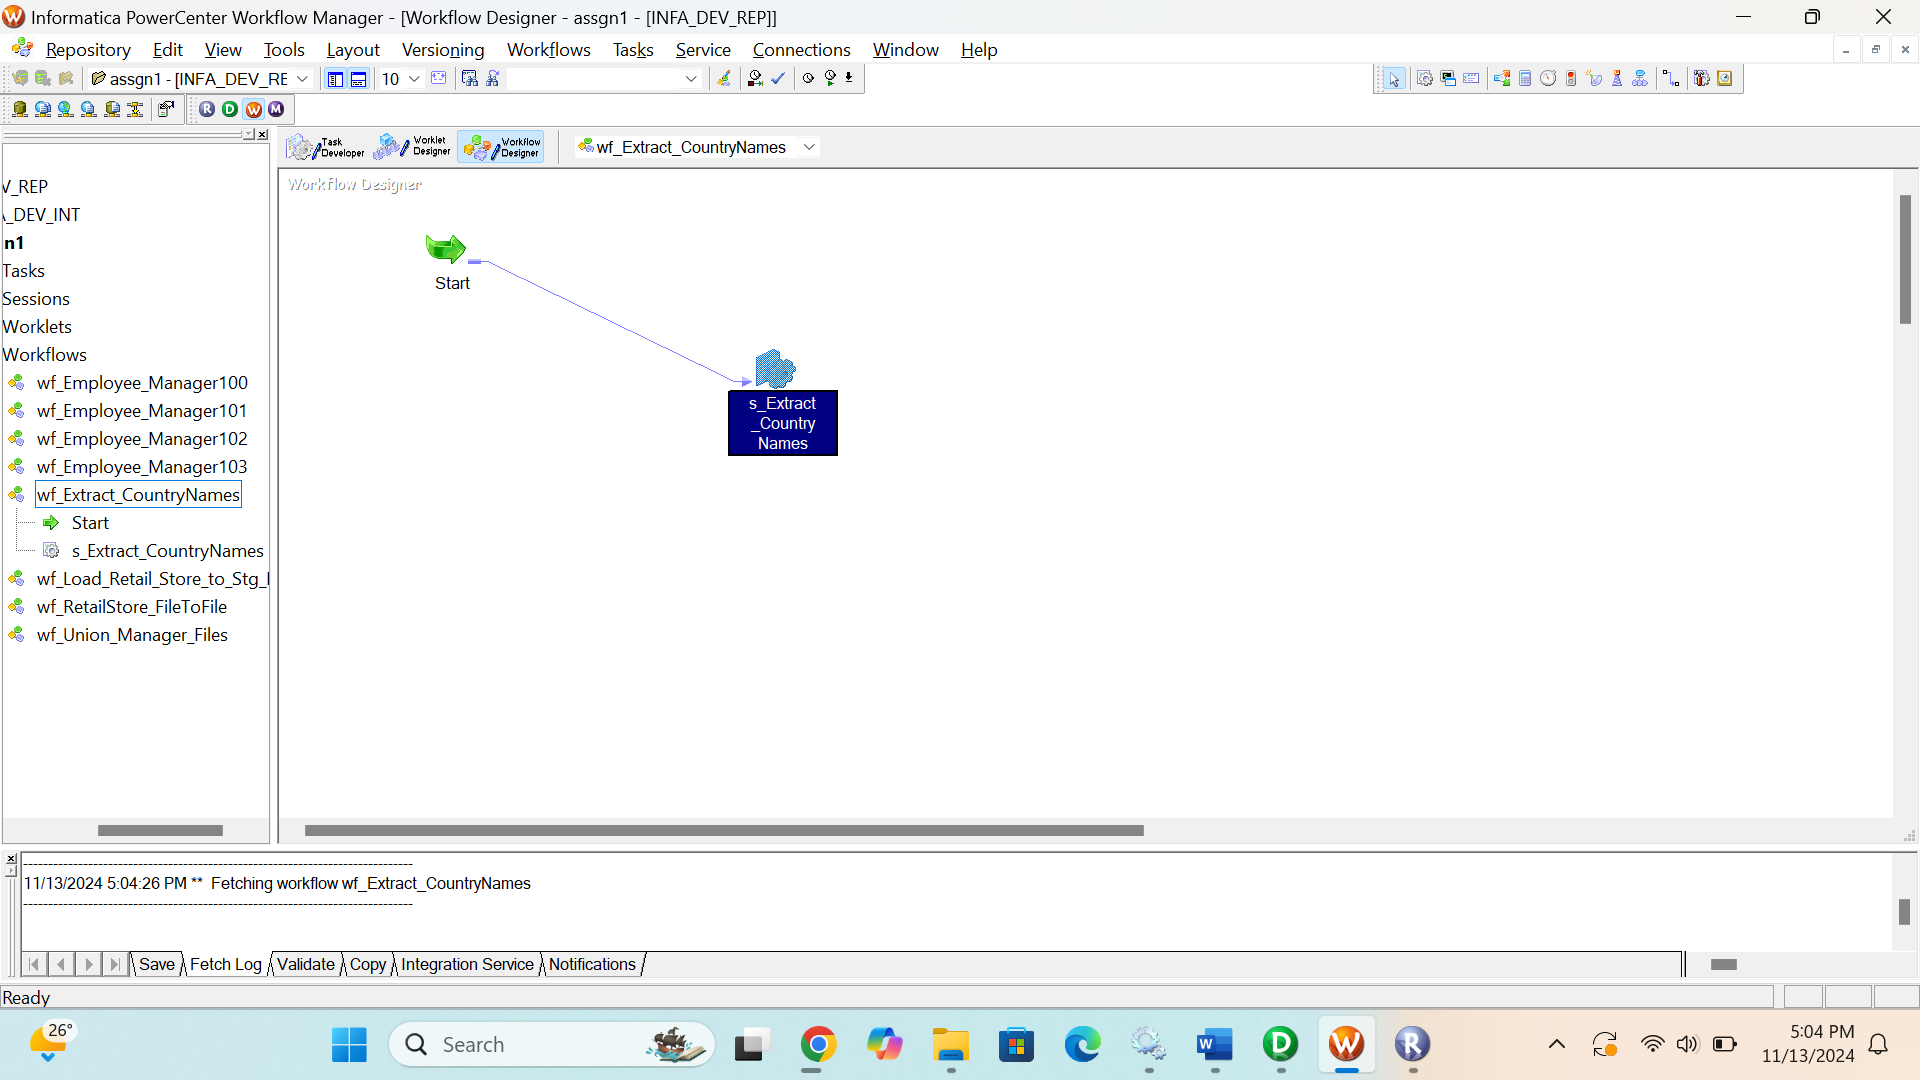 Informatica PowerCenter Workflow Manager - [Workflow Designer - assgn1 - [INFA_DEV_REP]]
Repository Edit View Tools Layout Versioning Workflows Tasks Service Connections Window Help
assgn1 - [INFA_DEV_RE 10
R D W M
Task Developer
Worklet Designer
Workflow Designer
wf_Extract_CountryNames
Workflow Designer
V_REP
_DEV_INT
n1
Tasks
Sessions
Worklets
Workflows
wf_Employee_Manager100
wf_Employee_Manager101
wf_Employee_Manager102
wf_Employee_Manager103
wf_Extract_CountryNames
Start
s_Extract_CountryNames
wf_Load_Retail_Store_to_Stg_
wf_RetailStore_FileToFile
wf_Union_Manager_Files
Start
s_Extract
_Country
Names
--------------------------------------------------------------------------------
11/13/2024 5:04:26 PM ** Fetching workflow wf_Extract_CountryNames
--------------------------------------------------------------------------------
Save Fetch Log Validate Copy Integration Service Notifications
Ready
26°
Search
W D W R
5:04 PM
11/13/2024